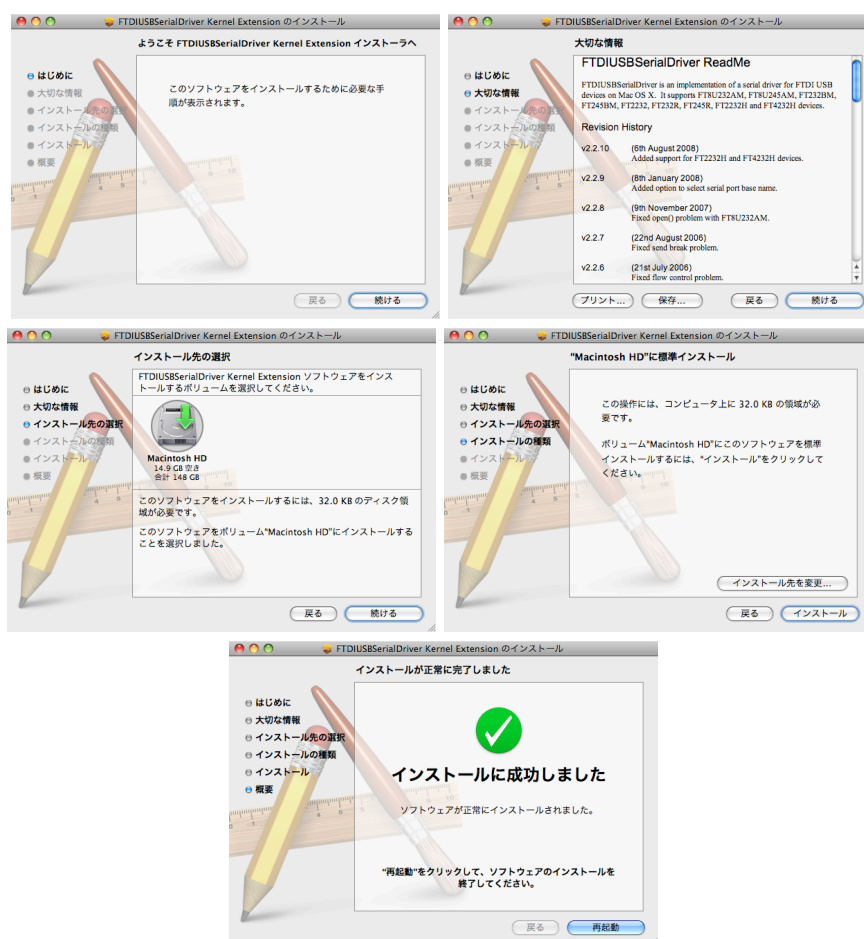 FTDIUSBSerialDriver Kernel Extension のインストール
ようこそ FTDIUSBSerialDriver Kernel Extension インストーラへ
はじめに
大切な情報
インストール先の選択
インストールの種類
インストール
概要
このソフトウェアをインストールするために必要な手
順が表示されます。
戻る
続ける
FTDIUSBSerialDriver Kernel Extension のインストール
大切な情報
はじめに
大切な情報
インストール先の選択
インストールの種類
インストール
概要
FTDIUSBSerialDriver ReadMe
FTDIUSBSerialDriver is an implementation of a serial driver for FTDI USB
devices on Mac OS X. It supports FT8U232AM, FT8U245AM, FT232BM,
FT245BM, FT2232, FT232R, FT245R, FT2232H and FT4232H devices.
Revision History
v2.2.10 (6th August 2008)
Added support for FT2232H and FT4232H devices.
v2.2.9 (8th January 2008)
Added option to select serial port base name.
v2.2.8 (9th November 2007)
Fixed open() problem with FT8U232AM.
v2.2.7 (22nd August 2006)
Fixed send break problem.
v2.2.6 (21st July 2006)
Fixed flow control problem.
プリント...
保存...
戻る
続ける
FTDIUSBSerialDriver Kernel Extension のインストール
インストール先の選択
はじめに
大切な情報
インストール先の選択
インストールの種類
インストール
概要
FTDIUSBSerialDriver Kernel Extension ソフトウェアをインス
トールするボリュームを選択してください。
Macintosh HD
14.9 GB 空き
合計 148 GB
このソフトウェアをインストールするには、32.0 KB のディスク領
域が必要です。
このソフトウェアをボリューム"Macintosh HD"にインストールする
ことを選択しました。
戻る
続ける
FTDIUSBSerialDriver Kernel Extension のインストール
"Macintosh HD"に標準インストール
はじめに
大切な情報
インストール先の選択
インストールの種類
インストール
概要
この操作には、コンピュータ上に 32.0 KB の領域が必
要です。
ボリューム"Macintosh HD"にこのソフトウェアを標準
インストールするには、"インストール"をクリックして
ください。
インストール先を変更...
戻る
インストール
FTDIUSBSerialDriver Kernel Extension のインストール
インストールが正常に完了しました
はじめに
大切な情報
インストール先の選択
インストールの種類
インストール
概要
インストールに成功しました
ソフトウェアが正常にインストールされました。
"再起動"をクリックして、ソフトウェアのインストールを
終了してください。
戻る
再起動